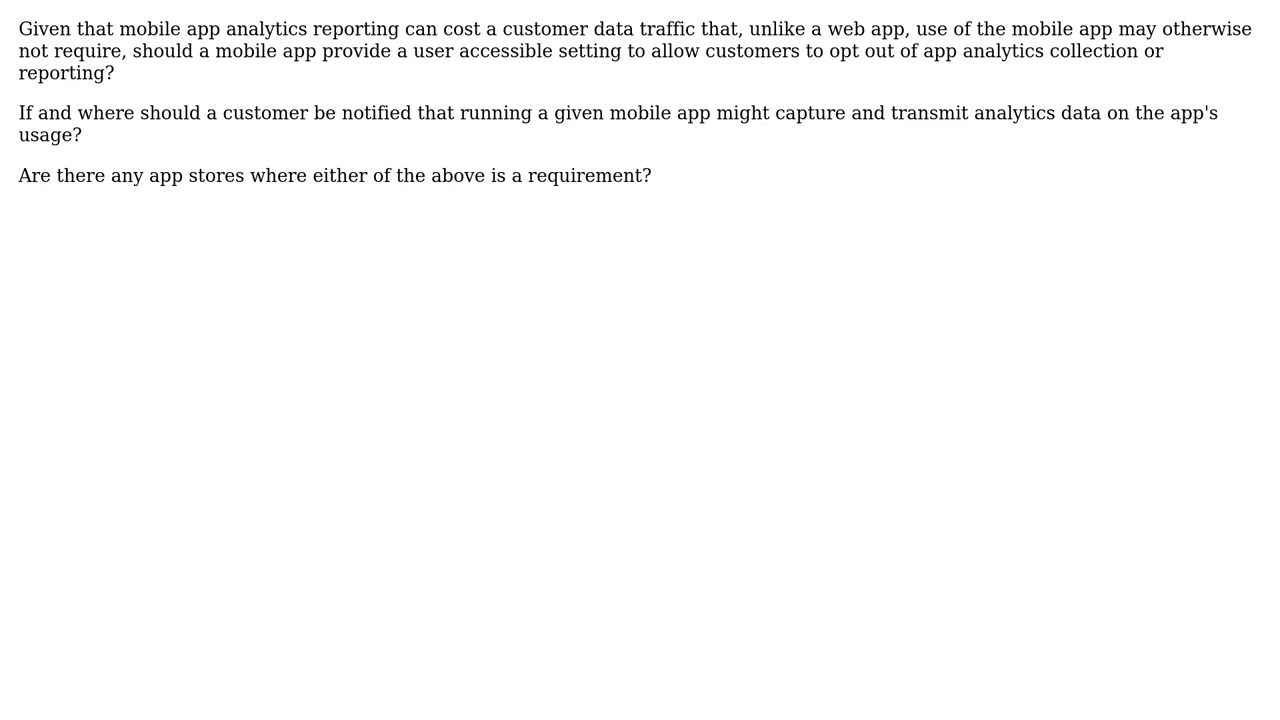 Given that mobile app analytics reporting can cost a customer data traffic that, unlike a web app, use of the mobile app may otherwise
not require, should a mobile app provide a user accessible setting to allow customers to opt out of app analytics collection or
reporting?
If and where should a customer be notified that running a given mobile app might capture and transmit analytics data on the app's
usage?
Are there any app stores where either of the above is a requirement?